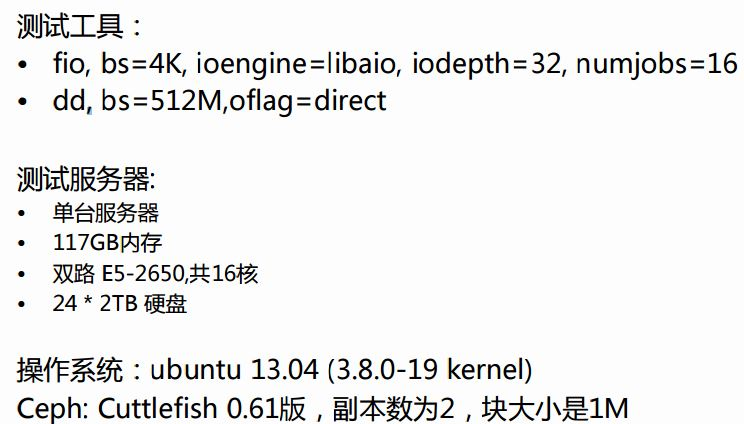 测试工具：
• fio, bs=4K, ioengine=libaio, iodepth=32, numjobs=16
• dd, bs=512M,oflag=direct
测试服务器:
• 单台服务器
• 117GB内存
• 双路 E5-2650,共16核
• 24 * 2TB 硬盘
操作系统：ubuntu 13.04 (3.8.0-19 kernel)
Ceph: Cuttlefish 0.61版，副本数为2，块大小是1M